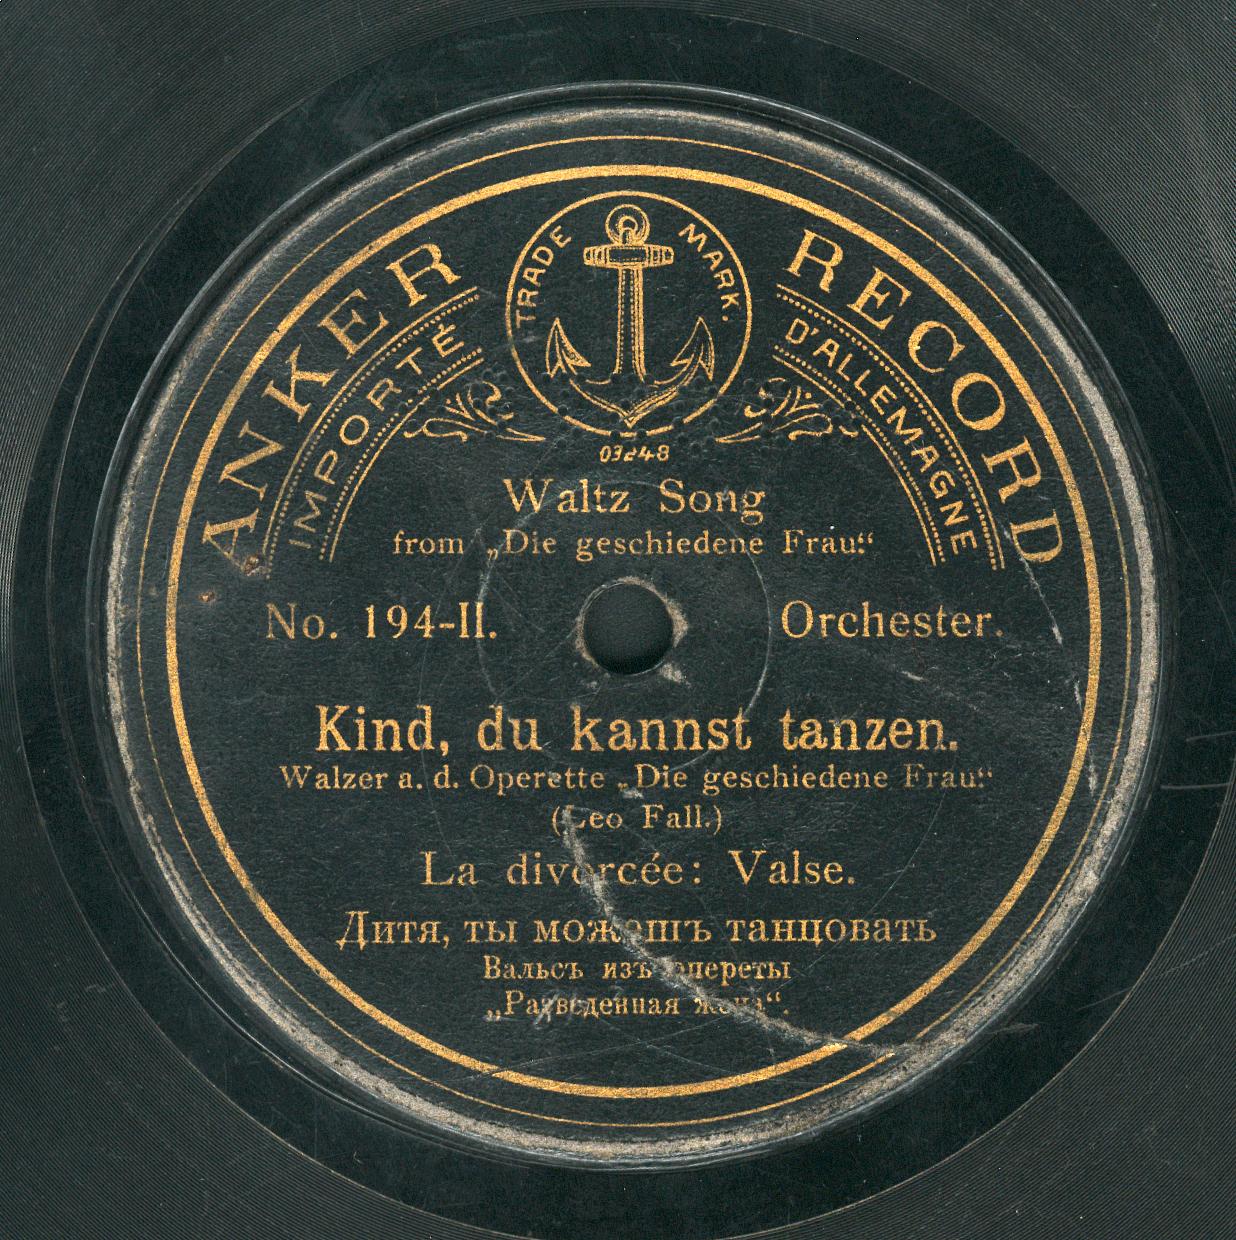 ANKER RECORD
IMPORTÉ D'ALLEMAGNE
TRADE MARK.
03248
Waltz Song
from „Die geschiedene Frau.“
No. 194-II. Orchester.
Kind, du kannst tanzen.
Walzer a. d. Operette „Die geschiedene Frau.“
(Leo Fall.)
La divorcée: Valse.
Дитя, ты можешъ танцовать
Вальсъ изъ опереты
„Разведенная жена“.